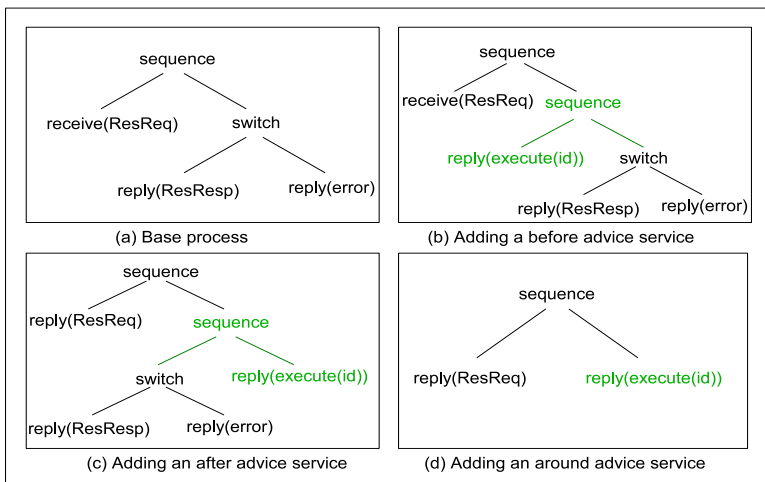 sequence
receive(ResReq)
switch
reply(ResResp)
reply(error)
(a) Base process
sequence
receive(ResReq)
sequence
reply(execute(id))
switch
reply(ResResp)
reply(error)
(b) Adding a before advice service
sequence
reply(ResReq)
sequence
switch
reply(execute(id))
reply(ResResp)
reply(error)
(c) Adding an after advice service
sequence
reply(ResReq)
reply(execute(id))
(d) Adding an around advice service